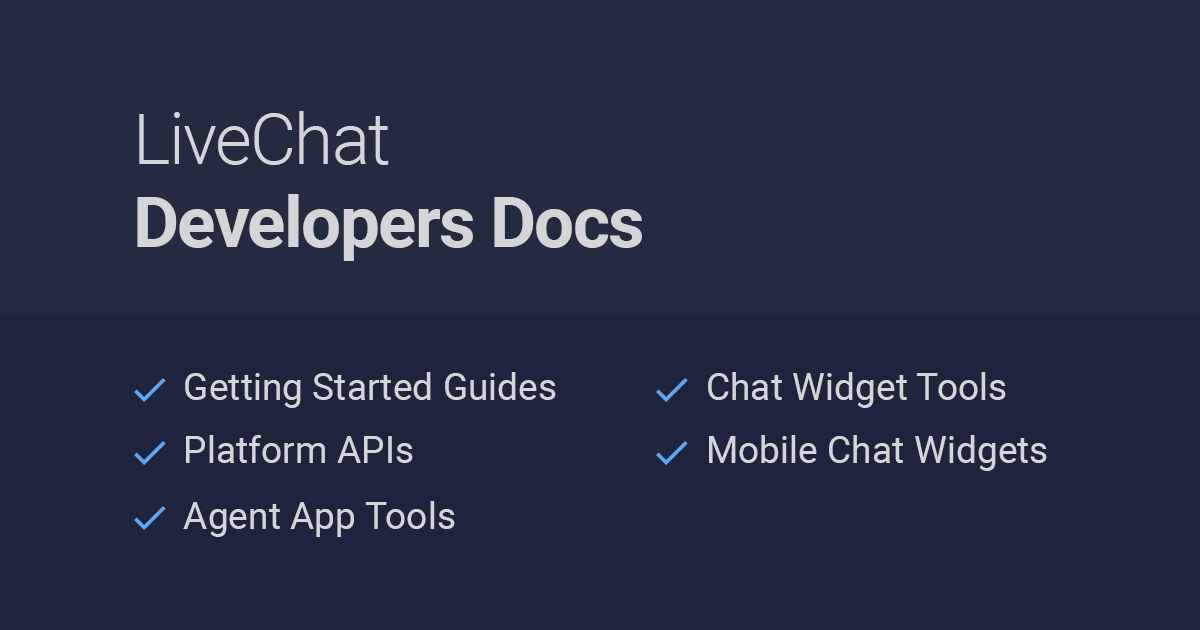 LiveChat
Developers Docs
Getting Started Guides
Platform APIs
Agent App Tools
Chat Widget Tools
Mobile Chat Widgets